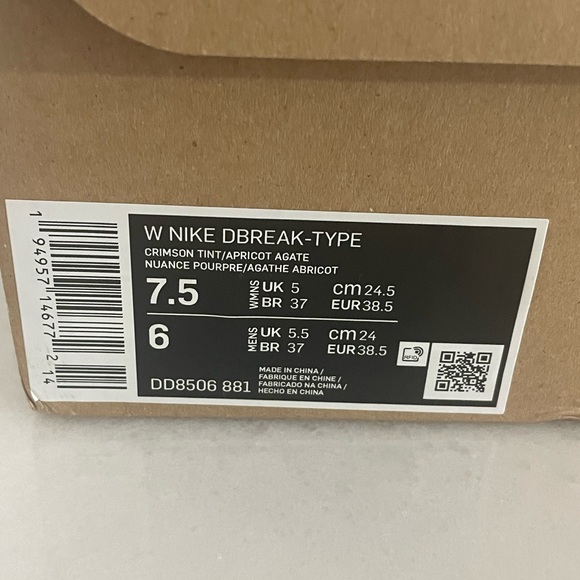 W NIKE DBREAK-TYPE
CRIMSON TINT/APRICOT AGATE
NUANCE POURPRE/AGATHE ABRICOT
7.5 WMNS UK 5 cm 24.5
BR 37 EUR 38.5
6 MENS UK 5.5 cm 24
BR 37 EUR 38.5
DD8506 881
MADE IN CHINA /
FABRIQUE EN CHINE /
FABRICADO NA CHINA /
HECHO EN CHINA
RFID
1 94957 14677 2 14